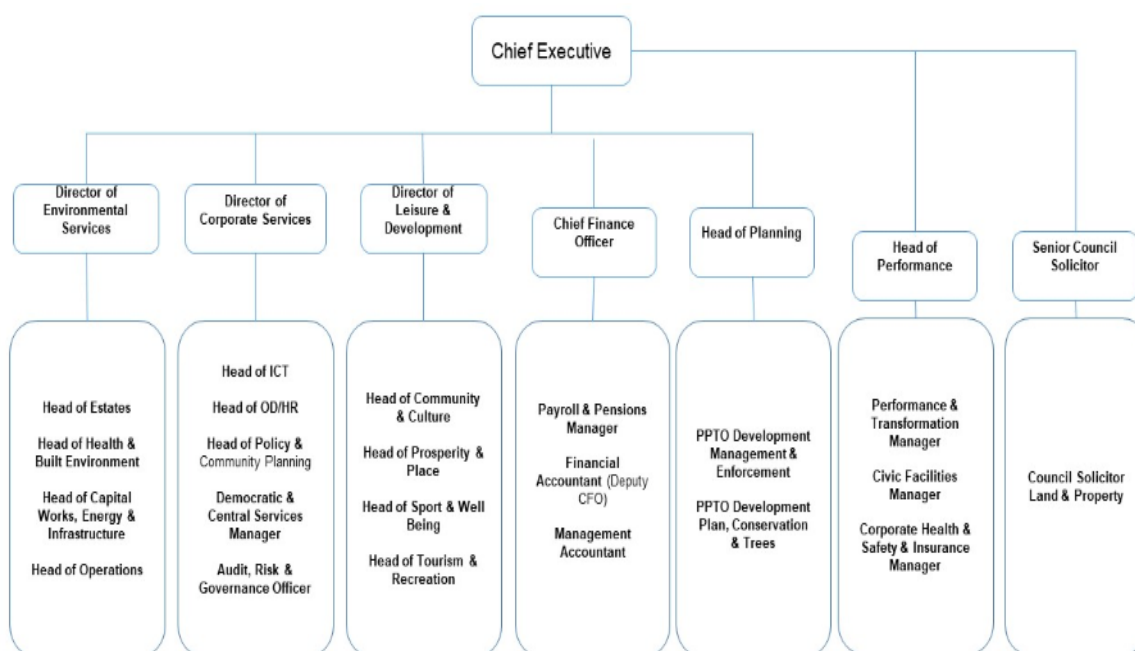 Chief Executive
Director of
Environmental
Services
Director of
Corporate Services
Director of
Leisure &
Development
Chief Finance
Officer
Head of Planning
Head of
Performance
Senior Council
Solicitor
Head of Estates
Head of Health &
Built Environment
Head of Capital
Works, Energy &
Infrastructure
Head of Operations
Head of ICT
Head of OD/HR
Head of Policy &
Community Planning
Democratic &
Central Services
Manager
Audit, Risk &
Governance Officer
Head of Community
& Culture
Head of Prosperity &
Place
Head of Sport & Well
Being
Head of Tourism &
Recreation
Payroll & Pensions
Manager
Financial
Accountant (Deputy
CFO)
Management
Accountant
PPTO Development
Management &
Enforcement
PPTO Development
Plan, Conservation
& Trees
Performance &
Transformation
Manager
Civic Facilities
Manager
Corporate Health &
Safety & Insurance
Manager
Council Solicitor
Land & Property